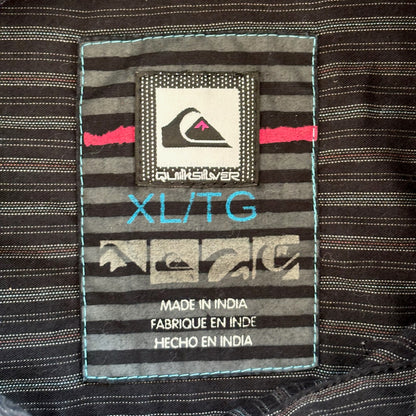 QUIKSILVER
XL/TG
MADE IN INDIA
FABRIQUE EN INDE
HECHO EN INDIA